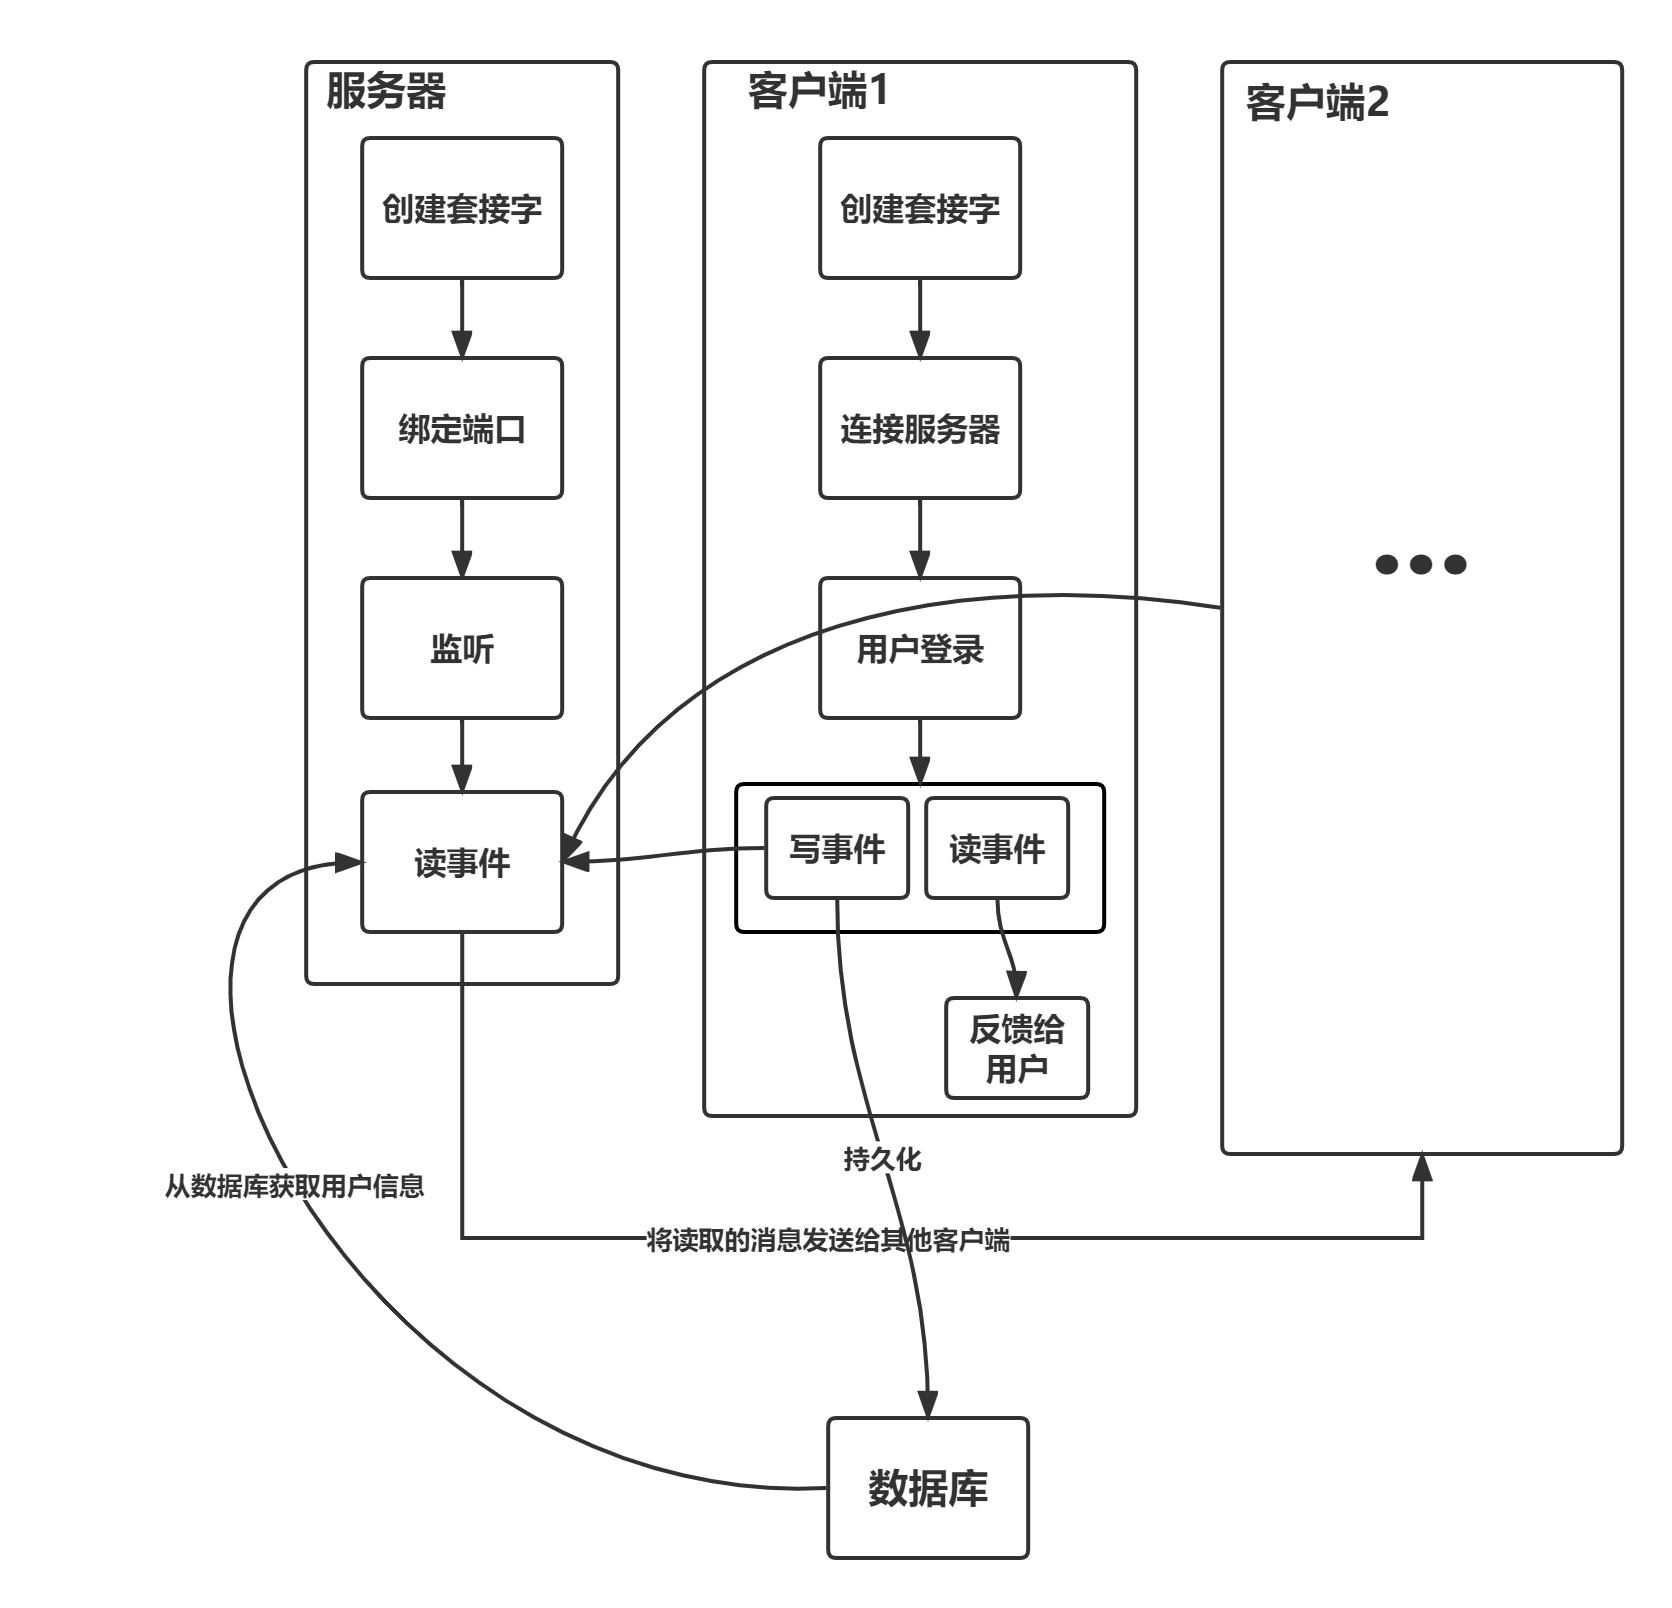 服务器
创建套接字
绑定端口
监听
读事件
客户端1
创建套接字
连接服务器
用户登录
写事件
读事件
反馈给
用户
客户端2
持久化
从数据库获取用户信息
将读取的消息发送给其他客户端
数据库